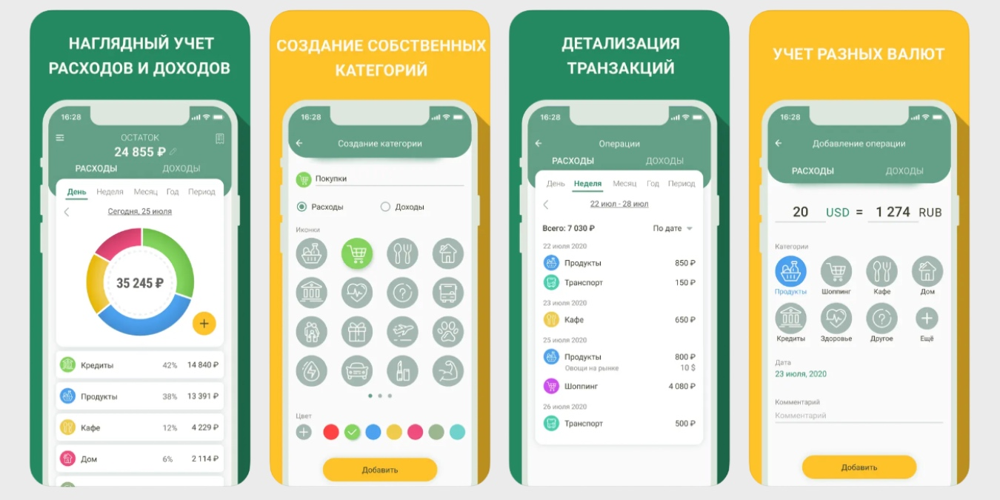 НАГЛЯДНЫЙ УЧЕТ
РАСХОДОВ И ДОХОДОВ
16:28
ОСТАТОК
24 855 ₽
РАСХОДЫ ДОХОДЫ
День Неделя Месяц Год Период
Сегодня, 25 июля
35 245 ₽
+
Кредиты 42% 14 840 ₽
Продукты 38% 13 391 ₽
Кафе 12% 4 229 ₽
Дом 6% 2 114 ₽
СОЗДАНИЕ СОБСТВЕННЫХ
КАТЕГОРИЙ
16:28
Создание категории
Покупки
Расходы Доходы
Иконки
Цвет
Добавить
ДЕТАЛИЗАЦИЯ
ТРАНЗАКЦИЙ
16:28
Операции
РАСХОДЫ ДОХОДЫ
День Неделя Месяц Год Период
22 июл - 28 июл
Всего: 7 030 ₽ По дате
22 июля 2020
Продукты 850 ₽
Транспорт 150 ₽
23 июля 2020
Кафе 650 ₽
25 июля 2020
Продукты 800 ₽
Овощи на рынке 10 $
Шоппинг 4 080 ₽
26 июля 2020
Транспорт 500 ₽
УЧЕТ РАЗНЫХ ВАЛЮТ
16:28
Добавление операции
РАСХОДЫ ДОХОДЫ
20 USD = 1 274 RUB
Категории
Продукты Шоппинг Кафе Дом
Кредиты Здоровье Другое Ещё
Дата
23 июля, 2020
Комментарий
Комментарий
Добавить